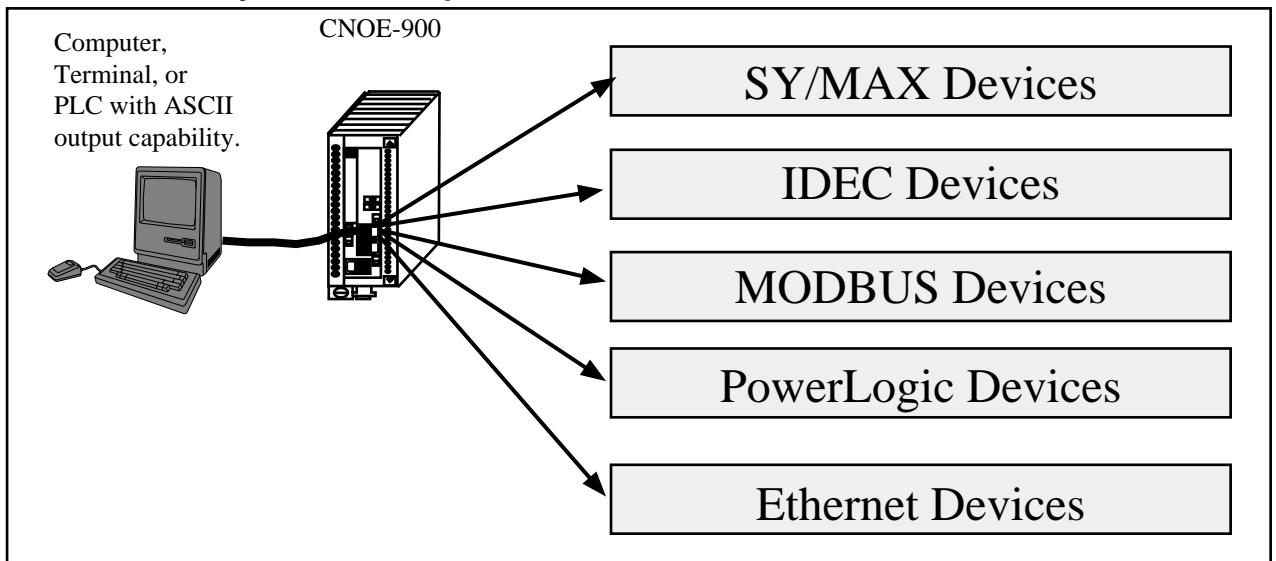 CNOE-900
Computer,
Terminal, or
PLC with ASCII
output capability.
SY/MAX Devices
IDEC Devices
MODBUS Devices
PowerLogic Devices
Ethernet Devices